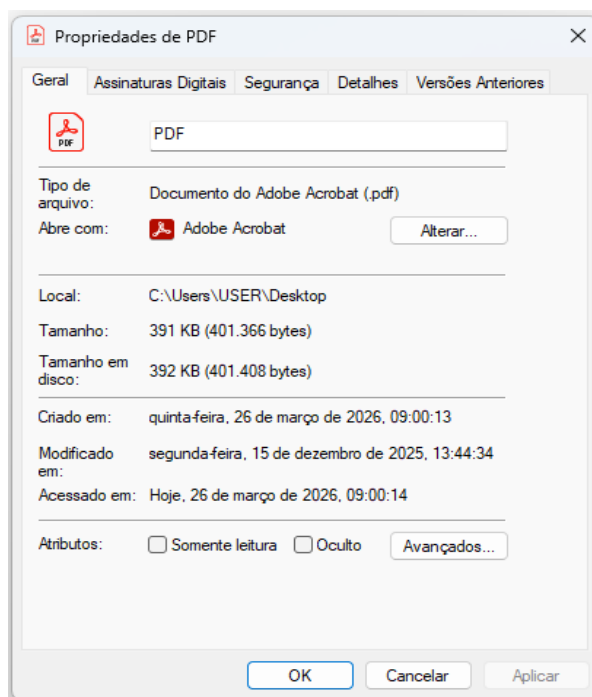 Propriedades de PDF
Geral Assinaturas Digitais Segurança Detalhes Versões Anteriores
PDF
PDF
Tipo de
arquivo:
Documento do Adobe Acrobat (.pdf)
Abre com: Adobe Acrobat Alterar...
Local: C:\Users\USER\Desktop
Tamanho: 391 KB (401.366 bytes)
Tamanho em
disco:
392 KB (401.408 bytes)
Criado em: quinta-feira, 26 de março de 2026, 09:00:13
Modificado
em:
segunda-feira, 15 de dezembro de 2025, 13:44:34
Acessado em: Hoje, 26 de março de 2026, 09:00:14
Atributos: Somente leitura Oculto Avançados...
OK Cancelar Aplicar